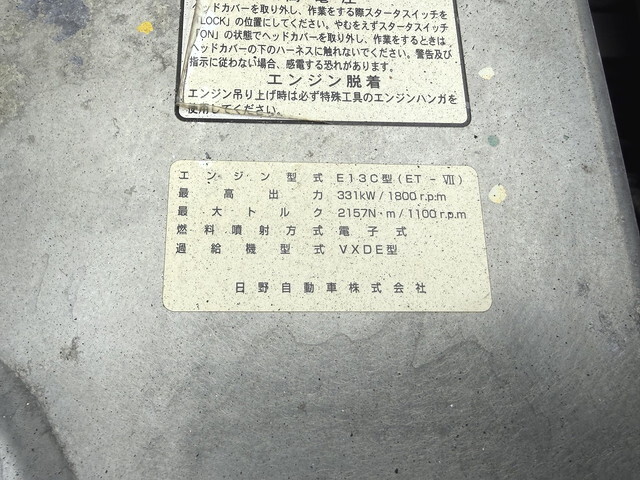 ヘッドカバーを取り外し、作業をする際スタータスイッチを
「LOCK」の位置にしてください。やむをえずスタータスイッチ
「ON」の状態でヘッドカバーを取り外し、作業をするときは
ヘッドカバーの下のハーネスに触れないでください。警告及び
指示に従わない場合、感電する恐れがあります。
エンジン脱着
エンジン吊り上げ時は必ず特殊工具のエンジンハンガを
使用してください。
エンジン型式 E13C型(ET-Ⅶ)
最高出力 331kW/1800r.p.m
最大トルク 2157N・m/1100r.p.m
燃料噴射方式 電子式
過給機型式 VXDE型
日野自動車株式会社